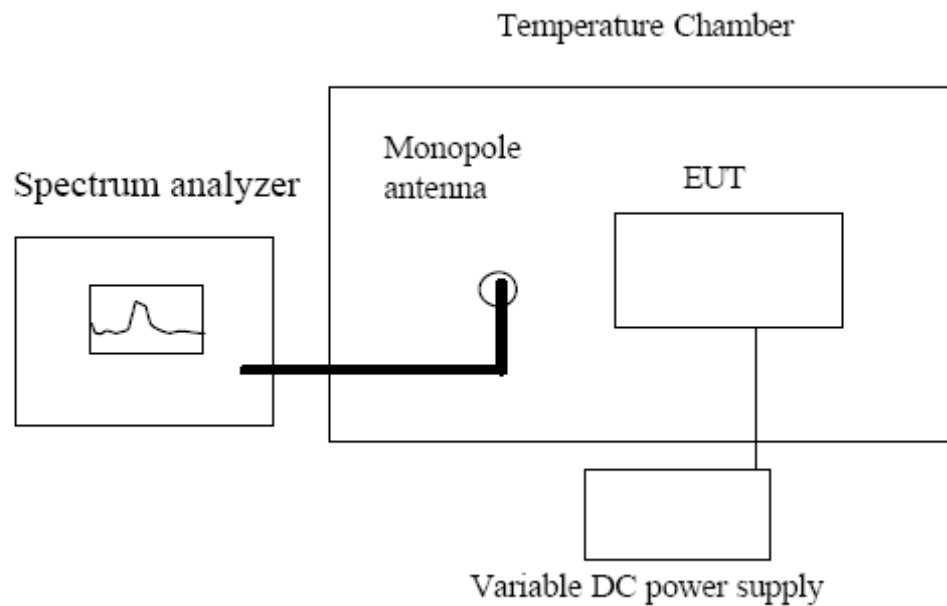 Temperature Chamber
Monopole
antenna
EUT
Spectrum analyzer
Variable DC power supply